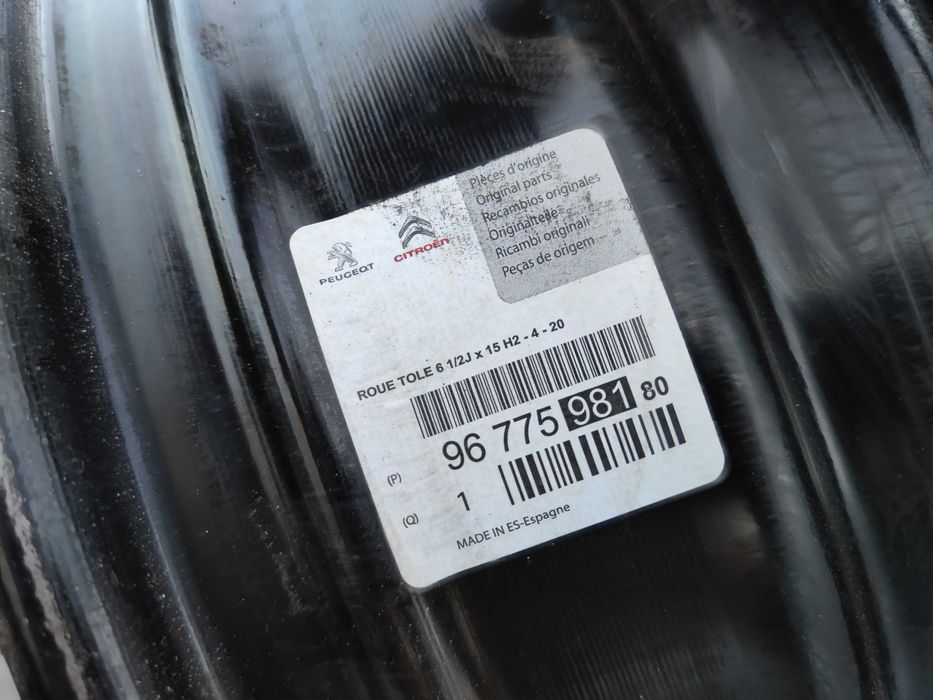 PEUGEOT
CITROËN
Pièces d'origine
Original parts
Recambios originales
Originalteile
Ricambi originali
Peças de origem
ROUE TOLE 6 1/2J x 15 H2 - 4 - 20
(P) 96 775 981 80
(Q) 1
MADE IN ES-Espagne